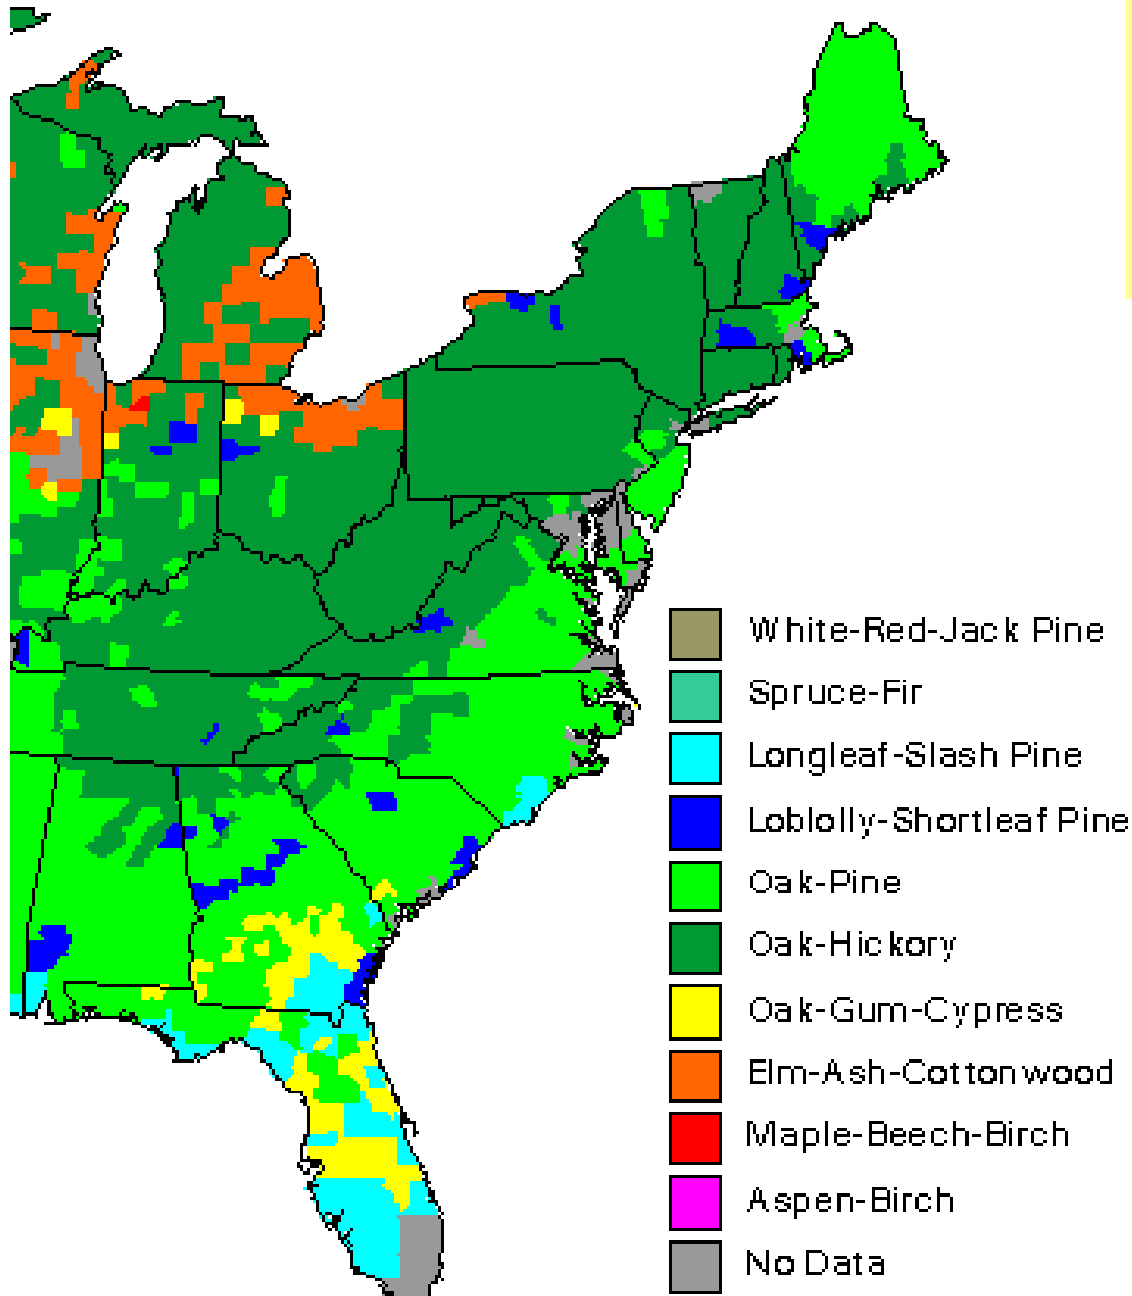 White-Red-Jack Pine
Spruce-Fir
Longleaf-Slash Pine
Loblolly-Shortleaf Pine
Oak-Pine
Oak-Hickory
Oak-Gum-Cypress
Elm-Ash-Cottonwood
Maple-Beech-Birch
Aspen-Birch
No Data